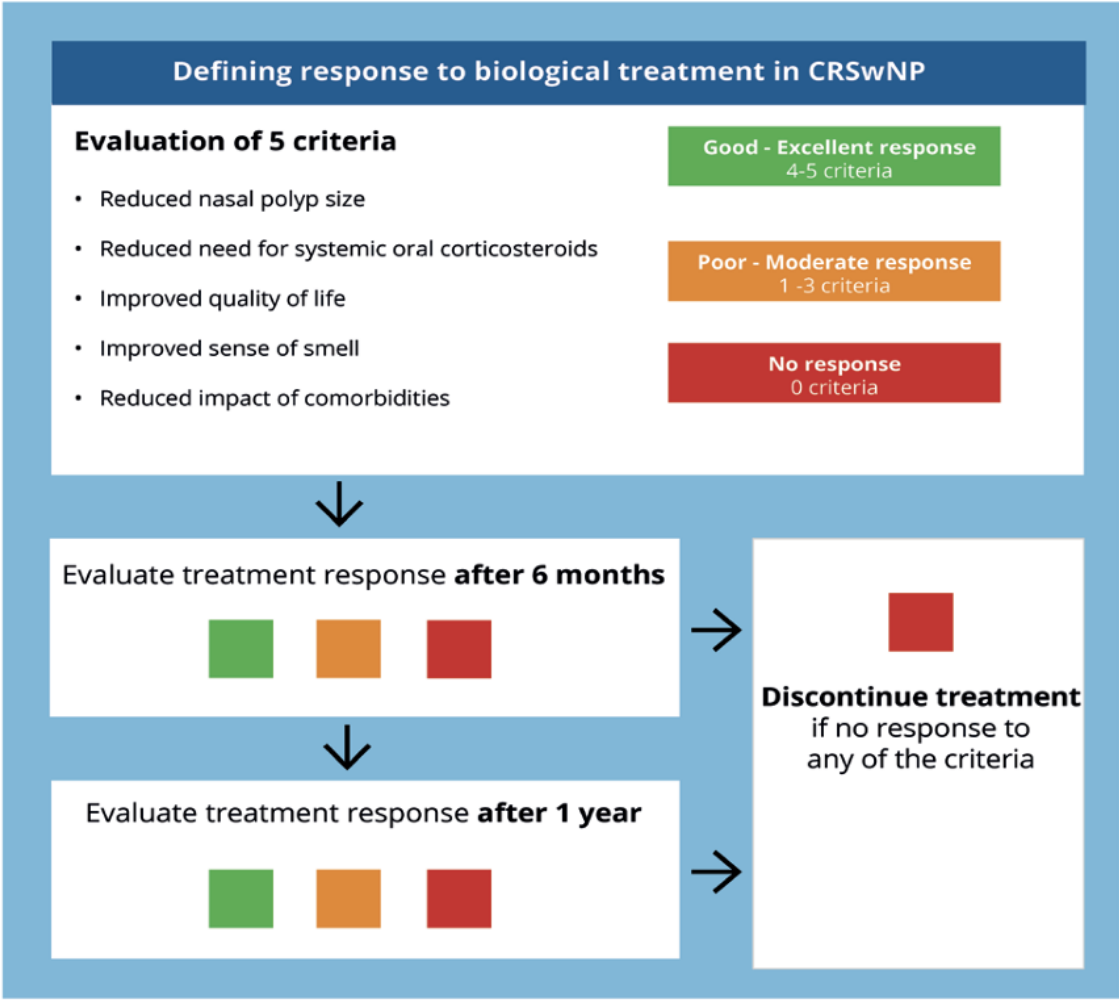 Defining response to biological treatment in CRSwNP
Evaluation of 5 criteria
• Reduced nasal polyp size
• Reduced need for systemic oral corticosteroids
• Improved quality of life
• Improved sense of smell
• Reduced impact of comorbidities
Good - Excellent response
4-5 criteria
Poor - Moderate response
1 -3 criteria
No response
0 criteria
Evaluate treatment response after 6 months
Evaluate treatment response after 1 year
Discontinue treatment
if no response to
any of the criteria